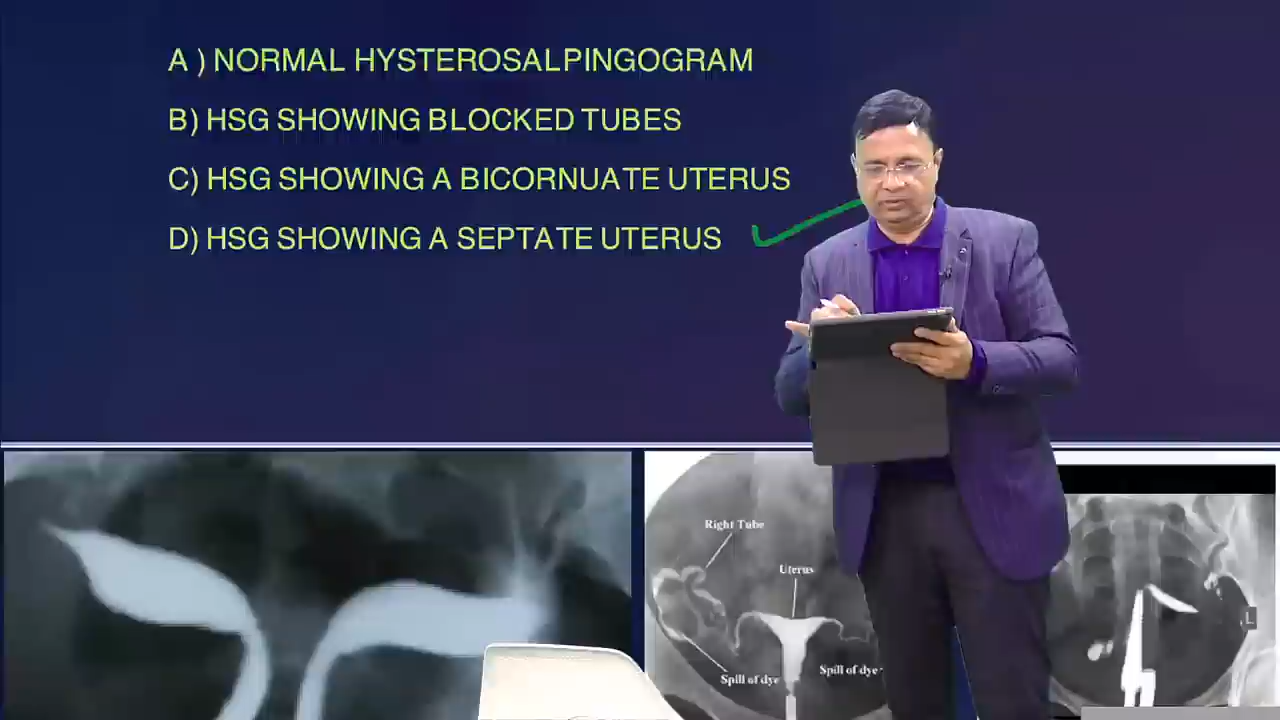 A ) NORMAL HYSTEROSALPINGOGRAM
B) HSG SHOWING BLOCKED TUBES
C) HSG SHOWING A BICORNUATE UTERUS
D) HSG SHOWING A SEPTATE UTERUS
Right Tube
Uterus
Spill of dye
Spill of dye
L